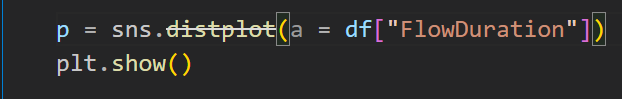 p = sns.distplot(a = df["FlowDuration"])
plt.show()